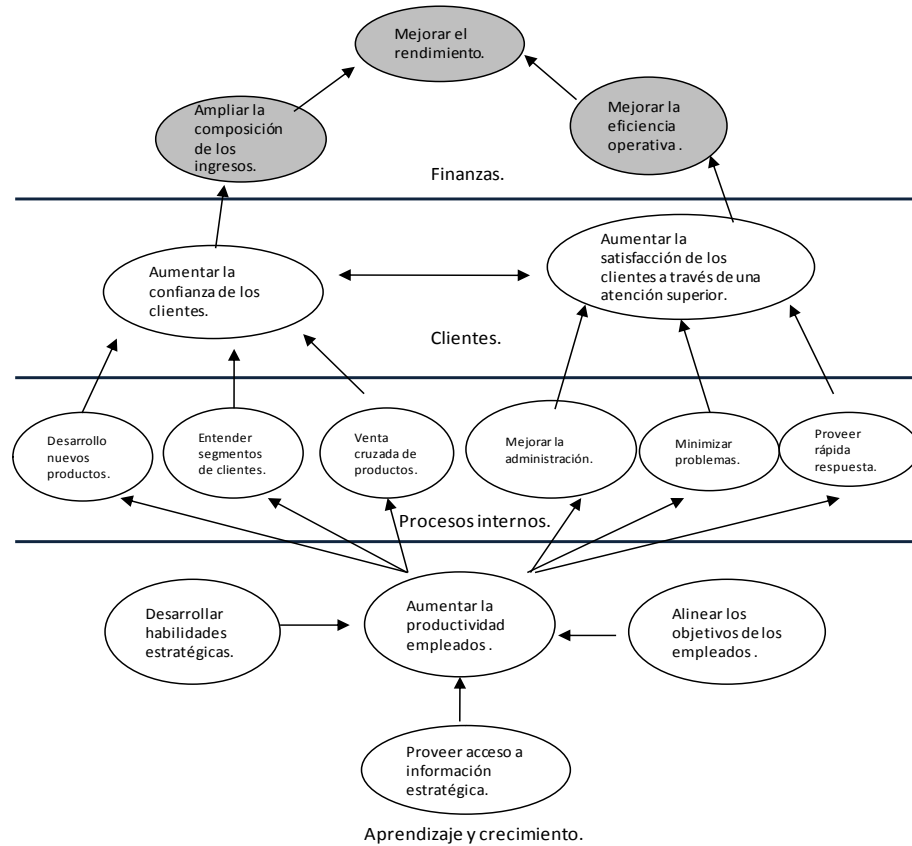 Mejorar el
rendimiento.
Ampliar la
composición
de los
ingresos.
Mejorar la
eficiencia
operativa .
Finanzas.
Aumentar la
confianza de los
clientes.
Aumentar la
satisfacción de los
clientes a través de una
atención superior.
Clientes.
Desarrollo
nuevos
productos.
Entender
segmentos
de clientes.
Venta
cruzada de
productos.
Mejorar la
administración.
Minimizar
problemas.
Proveer
rápida
respuesta.
Procesos internos.
Desarrollar
habilidades
estratégicas.
Aumentar la
productividad
empleados .
Alinear los
objetivos de los
empleados .
Proveer acceso a
información
estratégica.
Aprendizaje y crecimiento.